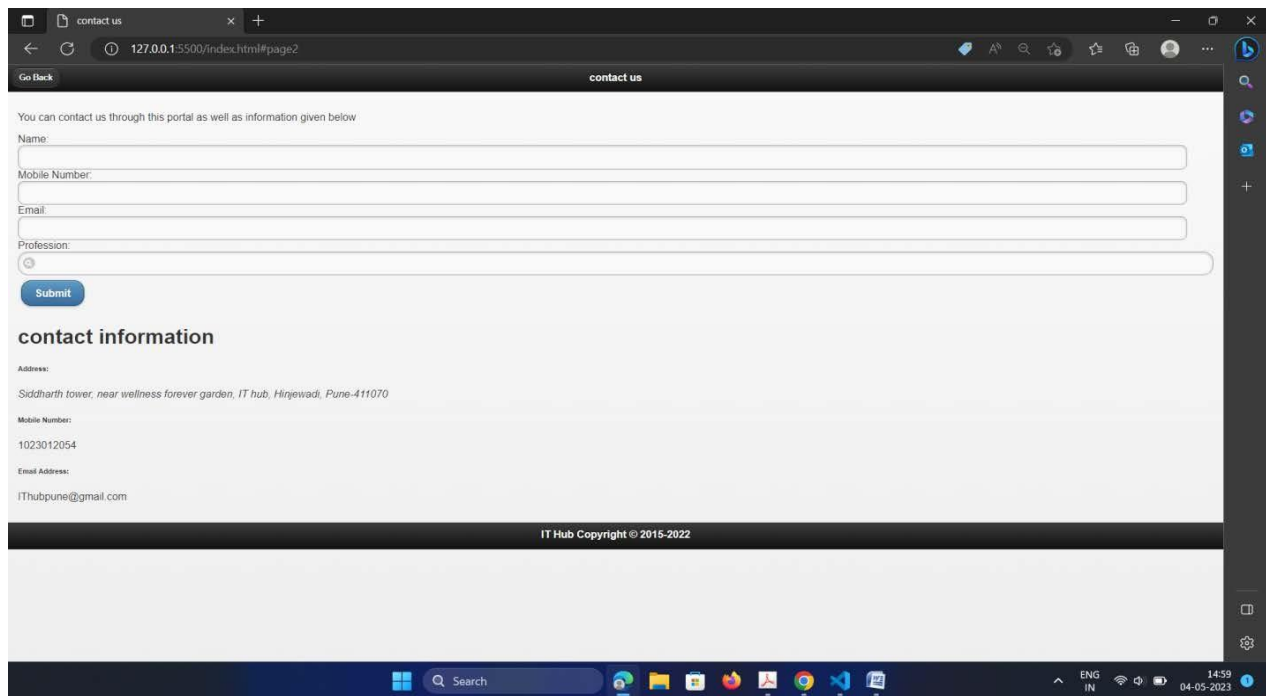 contact us
127.0.0.1:5500/index.html#page2
Go Back
contact us
You can contact us through this portal as well as information given below
Name:
Mobile Number:
Email:
Profession:
Submit
contact information
Address:
Siddharth tower, near wellness forever garden, IT hub, Hinjewadi, Pune-411070
Mobile Number:
1023012054
Email Address:
IThubpune@gmail.com
IT Hub Copyright © 2015-2022
Search
ENG
IN
14:59
04-05-2023
1